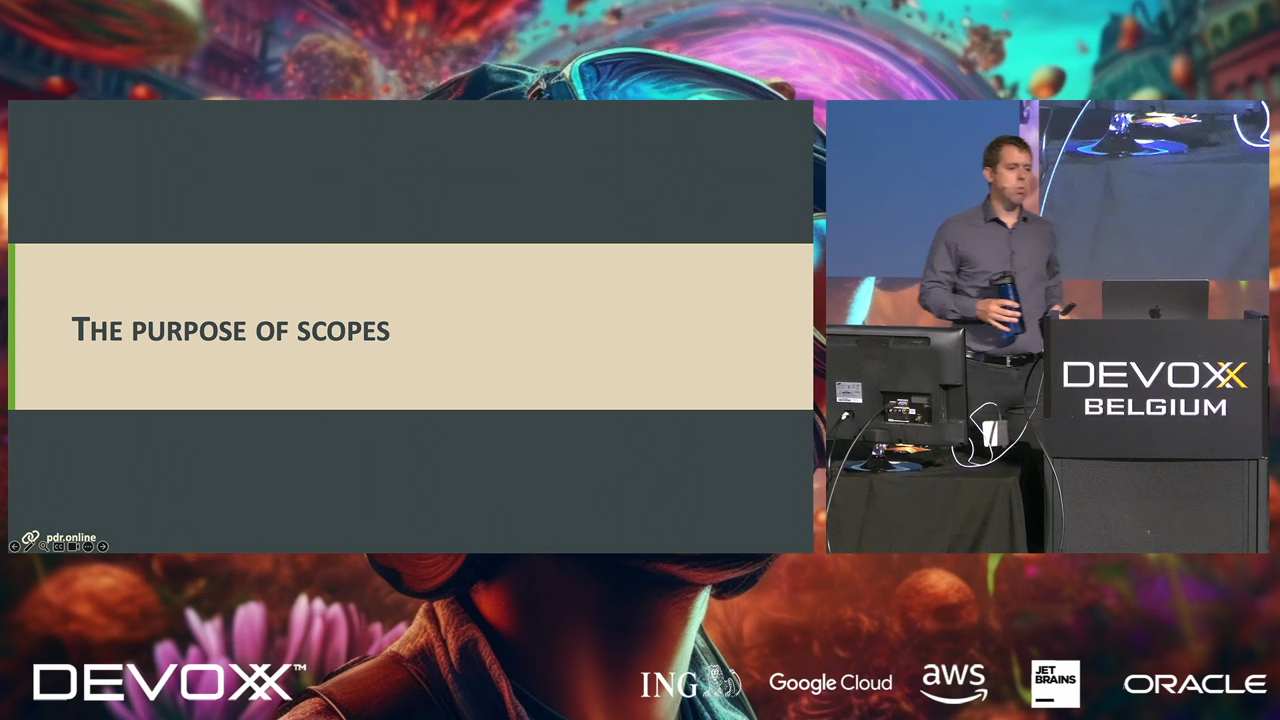 The purpose of scopes
pdr.online
DEVOXX
BELGIUM
DEVOXX™
ING
Google Cloud
aws
JET
BRAINS
ORACLE